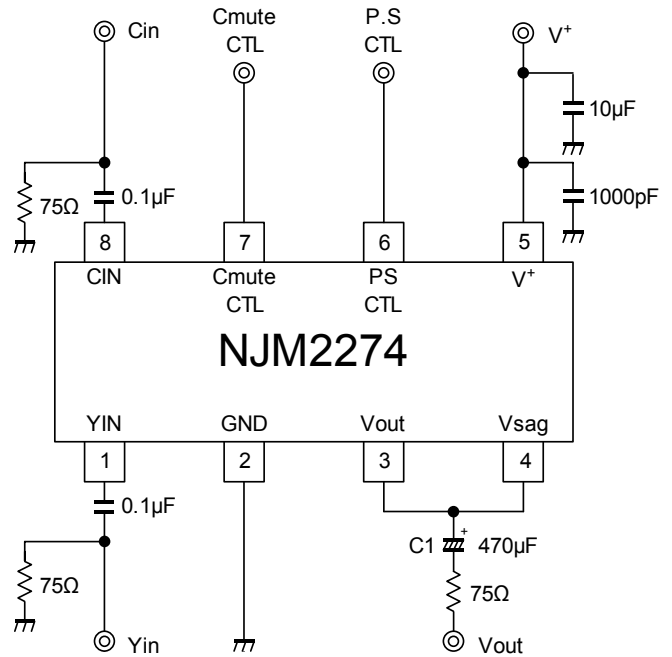 Cin
Cmute
CTL
P.S
CTL
V+
10µF
75Ω
0.1µF
1000pF
8
7
6
5
CIN
Cmute
CTL
PS
CTL
V+
NJM2274
YIN
GND
Vout
Vsag
1
2
3
4
0.1µF
75Ω
C1
+
470µF
75Ω
Yin
Vout